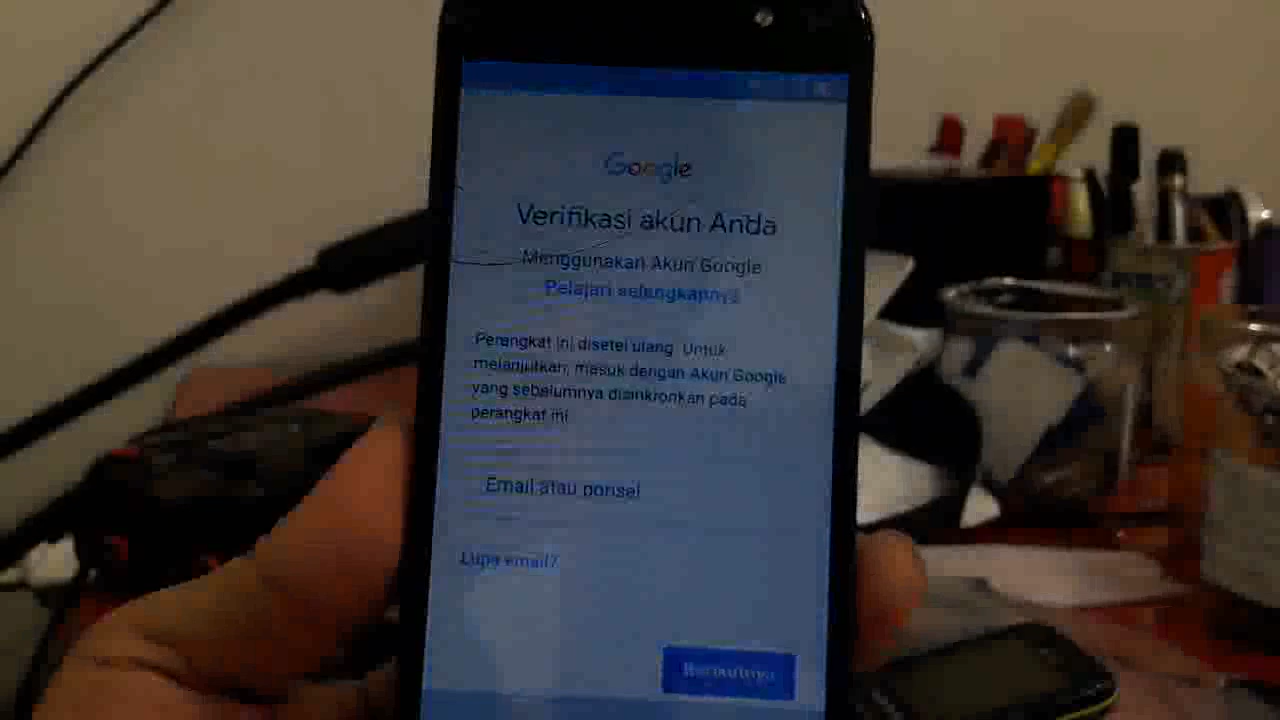 Google
Verifikasi akun Anda
Menggunakan Akun Google
Pelajari selengkapnya
Perangkat ini disetel ulang. Untuk
melanjutkan, masuk dengan Akun Google
yang sebelumnya disinkronkan pada
perangkat ini.
Email atau ponsel
Lupa email?
Berikutnya